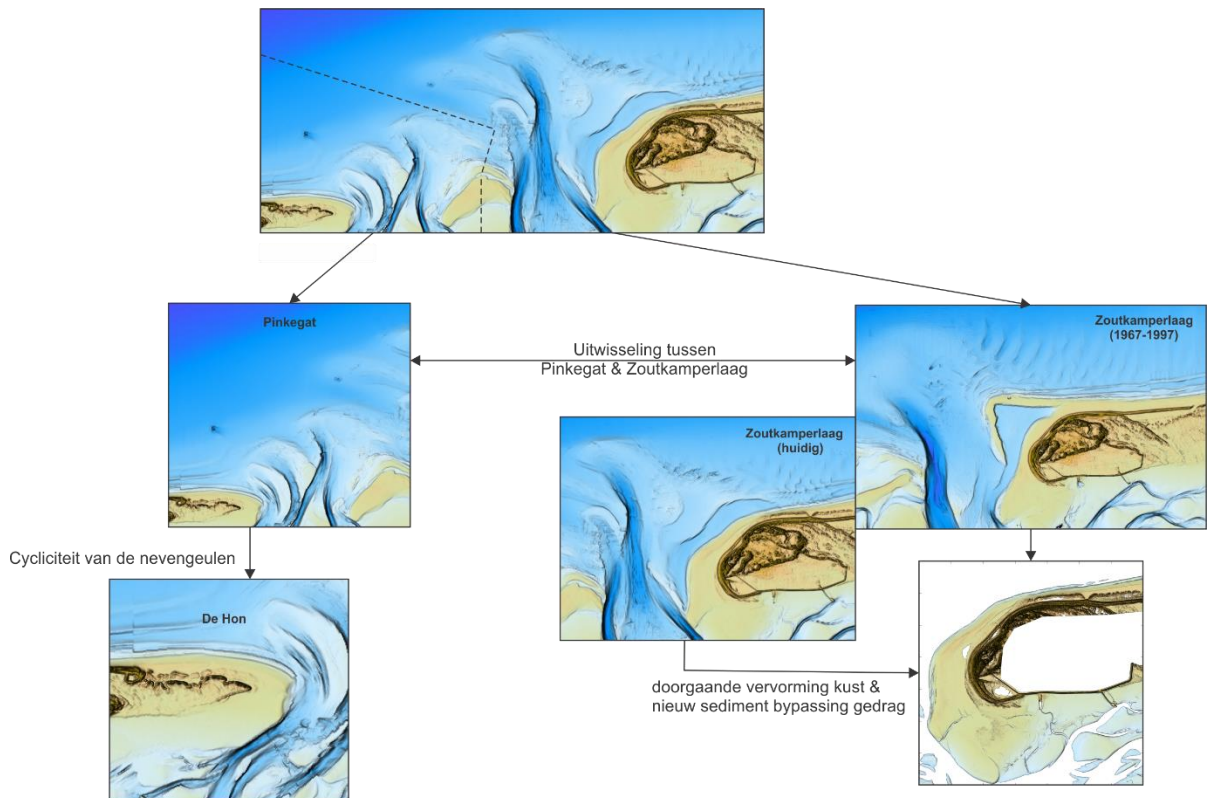 Pinkegat
Zoutkamperlaag
(1967-1997)
Uitwisseling tussen
Pinkegat & Zoutkamperlaag
Zoutkamperlaag
(huidig)
Cycliciteit van de nevengeulen
De Hon
doorgaande vervorming kust &
nieuw sediment bypassing gedrag